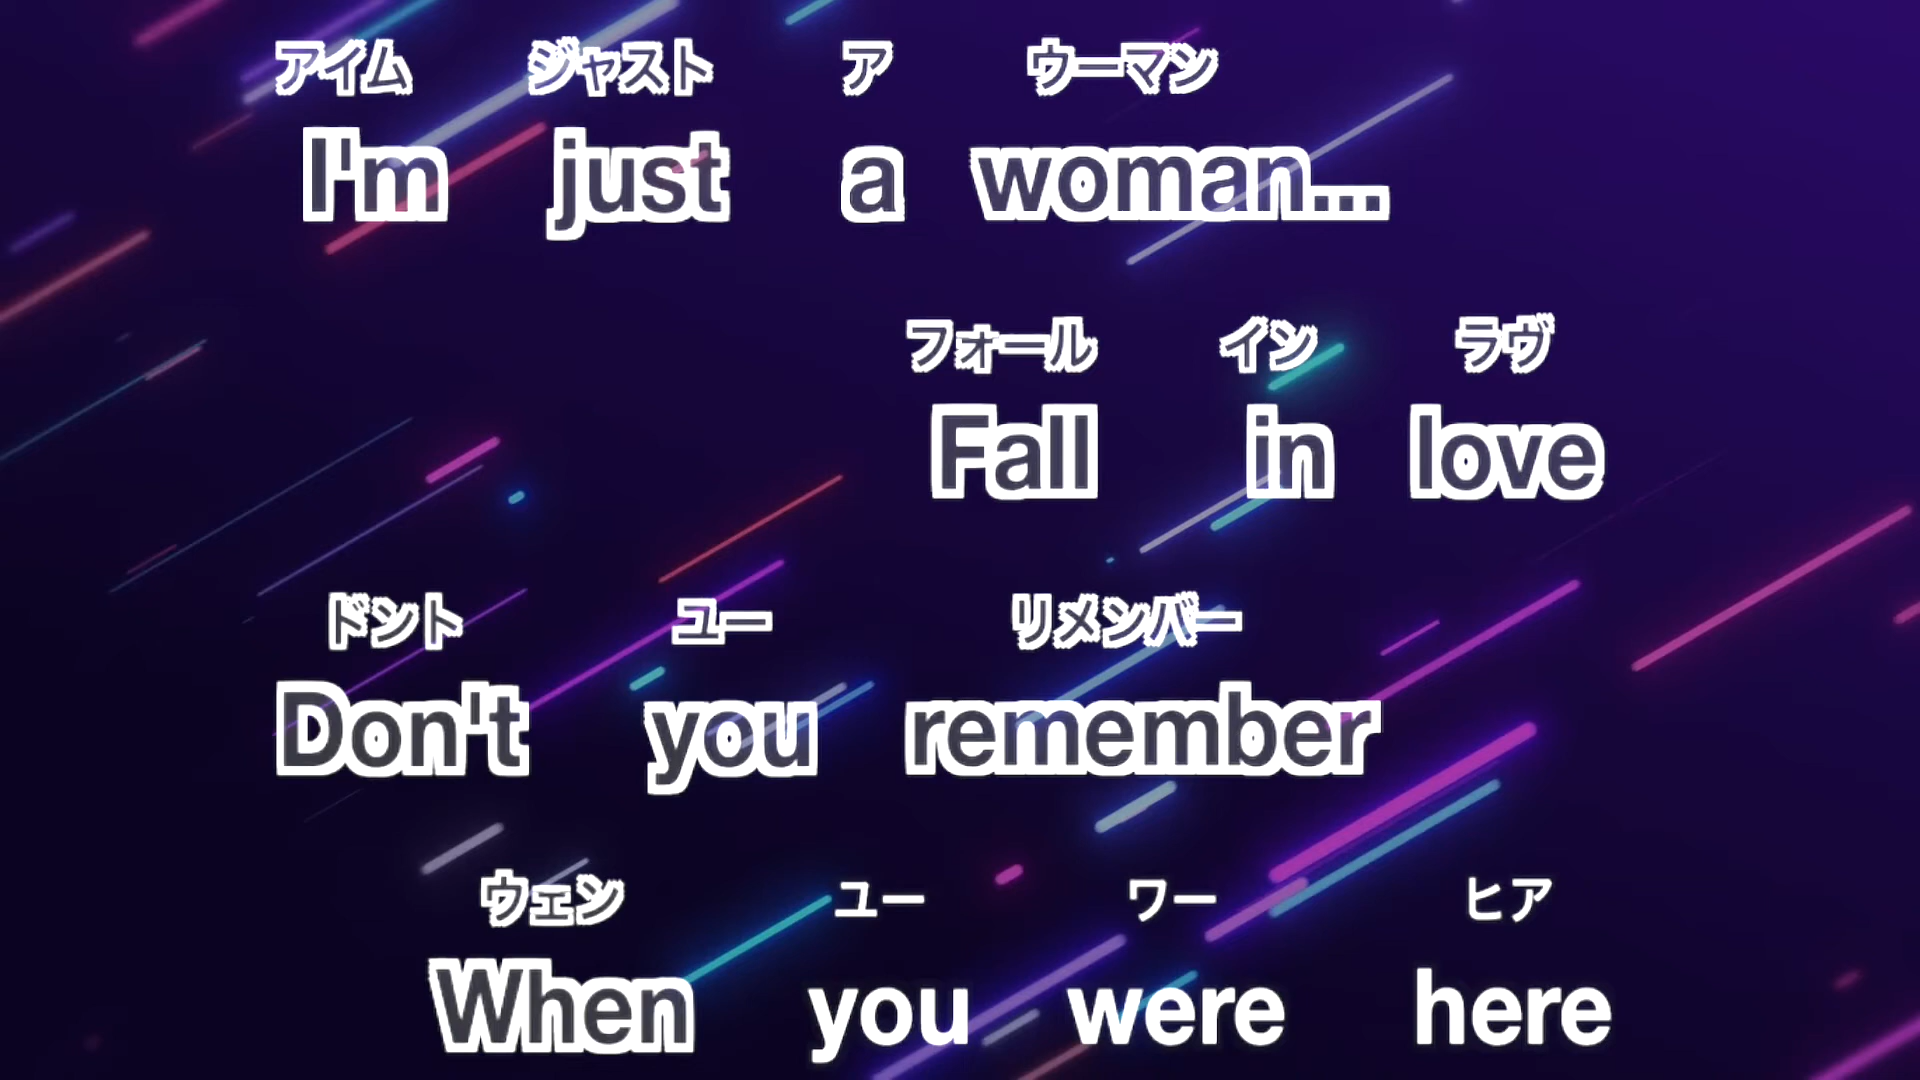 アイム ジャスト ア ウーマン
I'm just a woman...
フォール イン ラヴ
Fall in love
ドント ユー リメンバー
Don't you remember
ウェン ユー ワー ヒア
When you were here